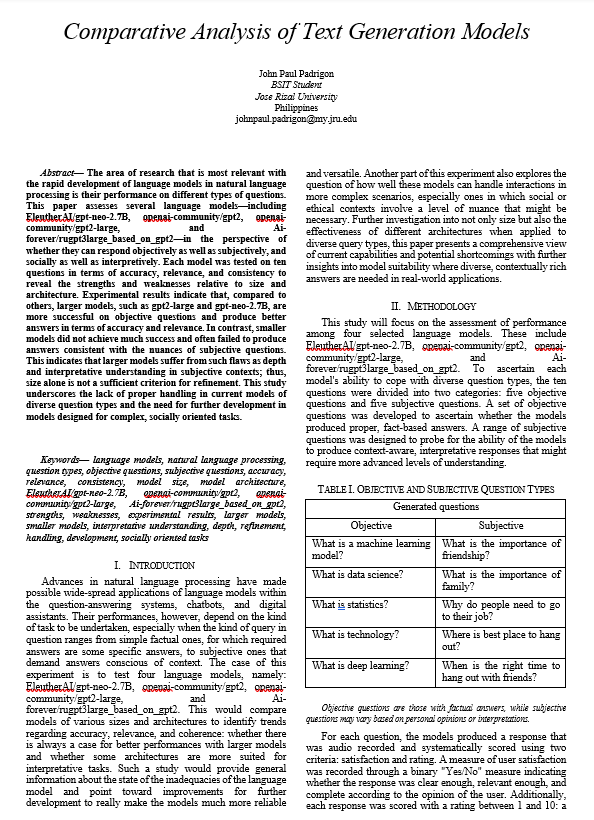 Comparative Analysis of Text Generation Models
John Paul Padrigon
BSIT Student
Jose Rizal University
Philippines
johnpaul.padrigon@my.jru.edu
Abstract— The area of research that is most relevant with
the rapid development of language models in natural language
processing is their performance on different types of questions.
This paper assesses several language models—including
EleutherAI/gpt-neo-2.7B, openai-community/gpt2, openai-
community/gpt2-large, and Ai-
forever/rugpt3large_based_on_gpt2—in the perspective of
whether they can respond objectively as well as subjectively, and
socially as well as interpretively. Each model was tested on ten
questions in terms of accuracy, relevance, and consistency to
reveal the strengths and weaknesses relative to size and
architecture. Experimental results indicate that, compared to
others, larger models, such as gpt2-large and gpt-neo-2.7B, are
more successful on objective questions and produce better
answers in terms of accuracy and relevance. In contrast, smaller
models did not achieve much success and often failed to produce
answers consistent with the nuances of subjective questions.
This indicates that larger models suffer from such flaws as depth
and interpretative understanding in subjective contexts; thus,
size alone is not a sufficient criterion for refinement. This study
underscores the lack of proper handling in current models of
diverse question types and the need for further development in
models designed for complex, socially oriented tasks.
Keywords— language models, natural language processing,
question types, objective questions, subjective questions, accuracy,
relevance, consistency, model size, model architecture,
EleutherAI/gpt-neo-2.7B, openai-community/gpt2, openai-
community/gpt2-large, Ai-forever/rugpt3large_based_on_gpt2,
strengths, weaknesses, experimental results, larger models,
smaller models, interpretative understanding, depth, refinement,
handling, development, socially oriented tasks
I. INTRODUCTION
Advances in natural language processing have made
possible wide-spread applications of language models within
the question-answering systems, chatbots, and digital
assistants. Their performances, however, depend on the kind
of task to be undertaken, especially when the kind of query in
question ranges from simple factual ones, for which required
answers are some specific answers, to subjective ones that
demand answers conscious of context. The case of this
experiment is to test four language models, namely:
EleutherAI/gpt-neo-2.7B, openai-community/gpt2, openai-
community/gpt2-large, and Ai-
forever/rugpt3large_based_on_gpt2. This would compare
models of various sizes and architectures to identify trends
regarding accuracy, relevance, and coherence: whether there
is always a case for better performances with larger models
and whether some architectures are more suited for
interpretative tasks. Such a study would provide general
information about the state of the inadequacies of the language
model and point toward improvements for further
development to really make the models much more reliable
and versatile. Another part of this experiment also explores the
question of how well these models can handle interactions in
more complex scenarios, especially ones in which social or
ethical contexts involve a level of nuance that might be
necessary. Further investigation into not only size but also the
effectiveness of different architectures when applied to
diverse query types, this paper presents a comprehensive view
of current capabilities and potential shortcomings with further
insights into model suitability where diverse, contextually rich
answers are needed in real-world applications.
II. METHODOLOGY
This study will focus on the assessment of performance
among four selected language models. These include
EleutherAI/gpt-neo-2.7B, openai-community/gpt2, openai-
community/gpt2-large, and Ai-
forever/rugpt3large_based_on_gpt2. To ascertain each
model's ability to cope with diverse question types, the ten
questions were divided into two categories: five objective
questions and five subjective questions. A set of objective
questions was developed to ascertain whether the models
produced proper, fact-based answers. A range of subjective
questions was designed to probe for the ability of the models
to produce context-aware, interpretive responses that might
require more advanced levels of understanding.
TABLE I. OBJECTIVE AND SUBJECTIVE QUESTION TYPES
Generated questions
Objective Subjective
What is a machine learning model? What is the importance of friendship?
What is data science? What is the importance of family?
What is statistics? Why do people need to go to their job?
What is technology? Where is best place to hang out?
What is deep learning? When is the right time to hang out with friends?
Objective questions are those with factual answers, while subjective
questions may vary based on personal opinions or interpretations.
For each question, the models produced a response that
was audio recorded and systematically scored using two
criteria: satisfaction and rating. A measure of user satisfaction
was recorded through a binary "Yes/No" measure indicating
whether the response was clear enough, relevant enough, and
complete according to the opinion of the user. Additionally,
each response was scored with a rating between 1 and 10: a